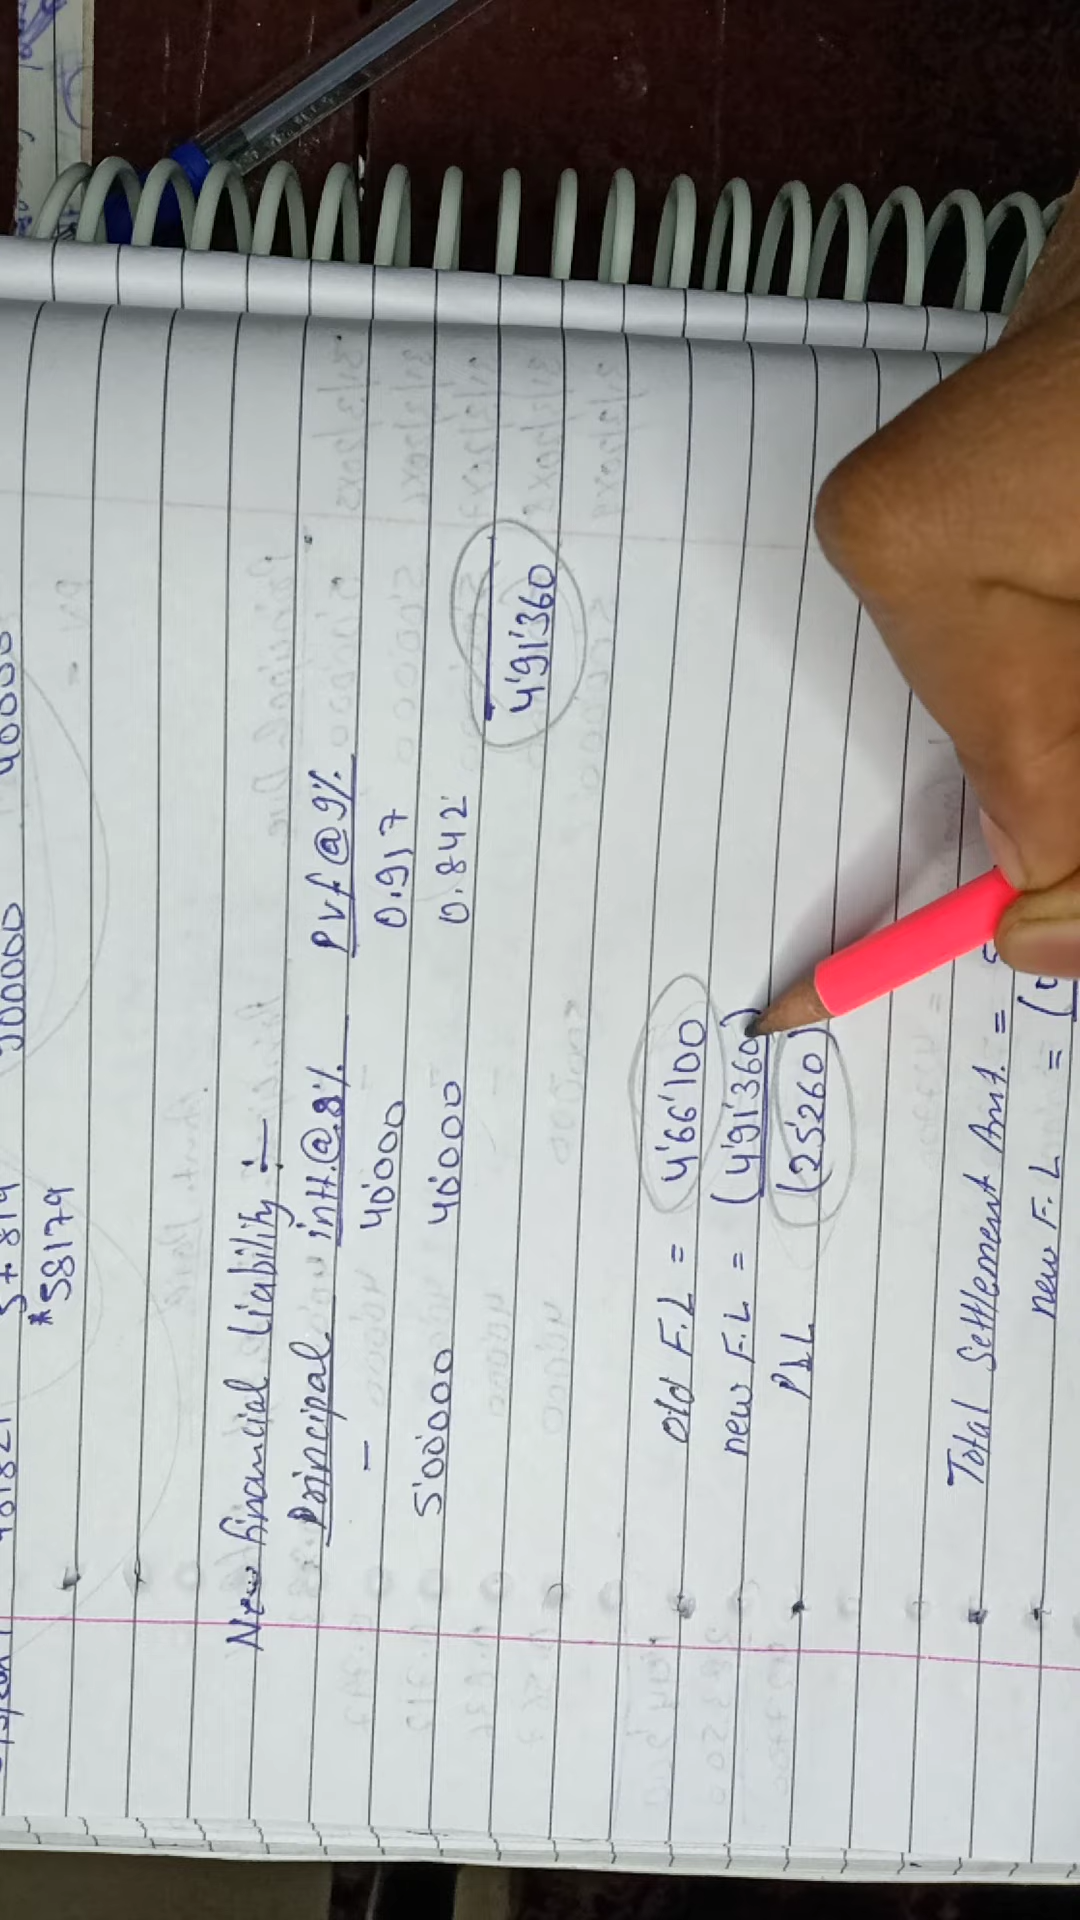 40000
*58179
New financial liability :-
Principal int.@8% Pvf@9%
- 40'000 0.917
5'00'000 40'000 0.842
4'91'360
old F.L = 4'66'100
new F.L = (4'91'360)
P&L (25'260)
Total Settlement Amt. =
new F.L = (